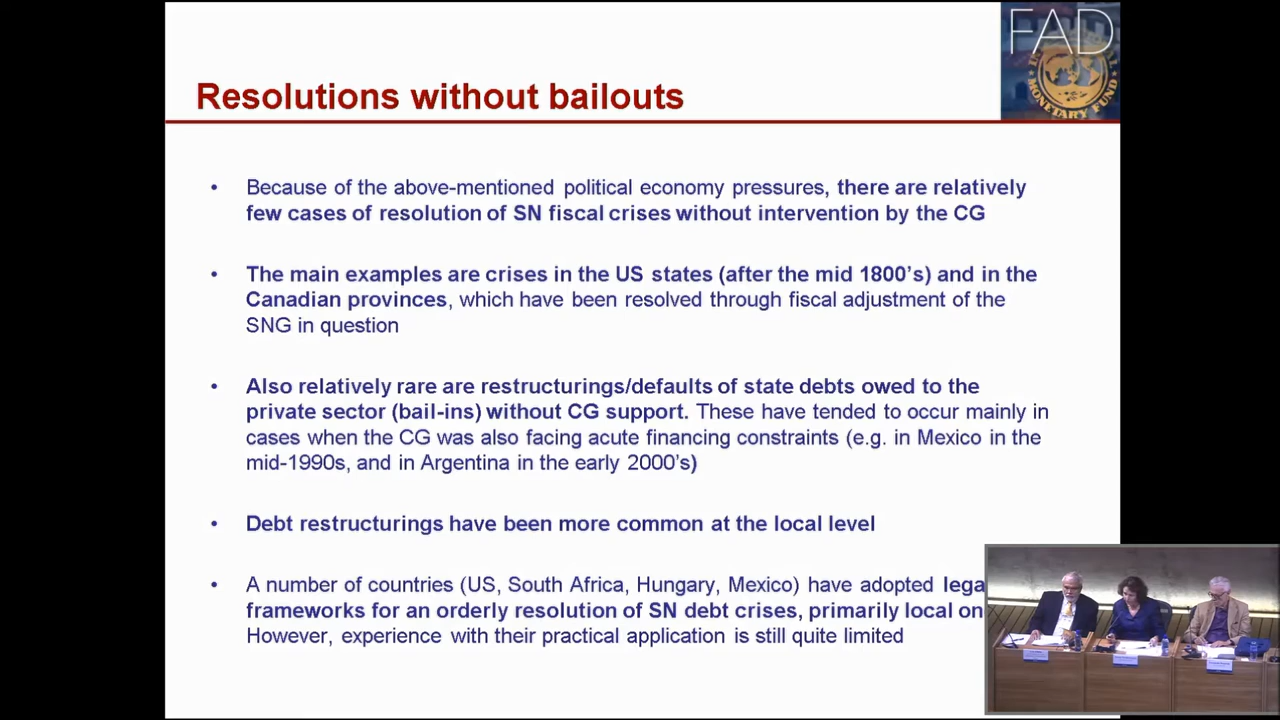 FAD
MONETARY FUND
Resolutions without bailouts
• Because of the above-mentioned political economy pressures, there are relatively
few cases of resolution of SN fiscal crises without intervention by the CG
• The main examples are crises in the US states (after the mid 1800’s) and in the
Canadian provinces, which have been resolved through fiscal adjustment of the
SNG in question
• Also relatively rare are restructurings/defaults of state debts owed to the
private sector (bail-ins) without CG support. These have tended to occur mainly in
cases when the CG was also facing acute financing constraints (e.g. in Mexico in the
mid-1990s, and in Argentina in the early 2000’s)
• Debt restructurings have been more common at the local level
• A number of countries (US, South Africa, Hungary, Mexico) have adopted
frameworks for an orderly resolution of SN debt crises, primarily local
However, experience with their practical application is still quite limited